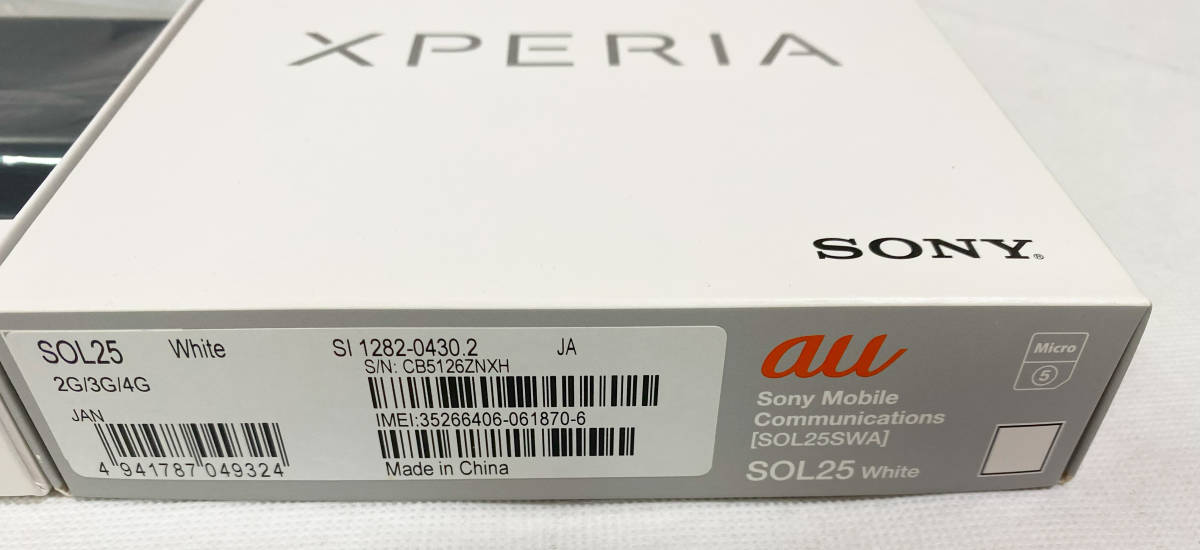 XPERIA
SONY®
SOL25 White SI 1282-0430.2 JA
S/N: CB5126ZNXH
2G/3G/4G
IMEI:35266406-061870-6
JAN
4 941787 049324
Made in China
au
Sony Mobile
Communications
[SOL25SWA]
SOL25 White
Micro
5